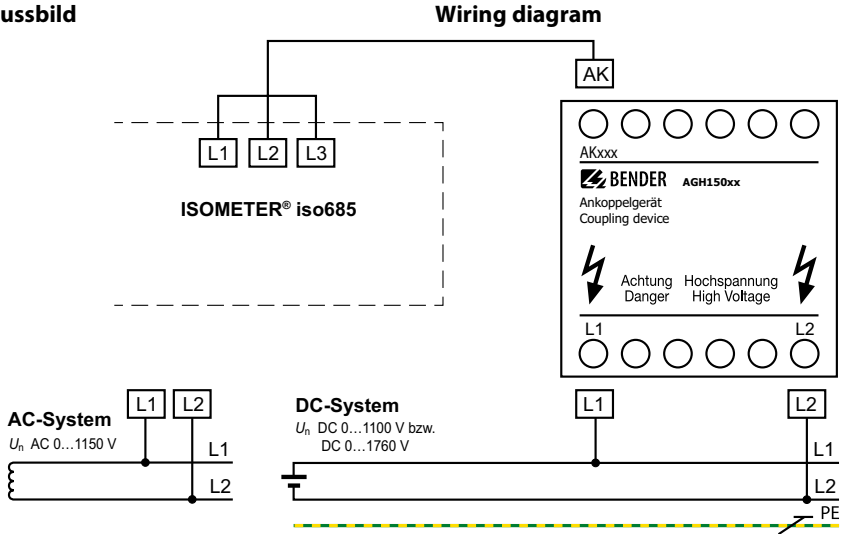 ussbild
Wiring diagram
AK
L1 L2 L3
ISOMETER® iso685
AKxxx
BENDER AGH150xx
Ankoppelgerät
Coupling device
Achtung Hochspannung
Danger High Voltage
L1 L2
AC-System
Un AC 0...1150 V
L1 L2
L1
L2
DC-System
Un DC 0...1100 V bzw.
DC 0...1760 V
L1 L2
L1
L2
PE